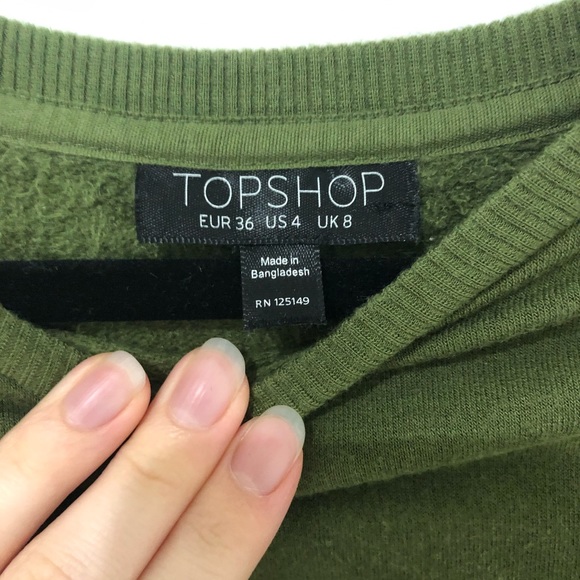 TOPSHOP
EUR 36 US 4 UK 8
Made in
Bangladesh
RN 125149